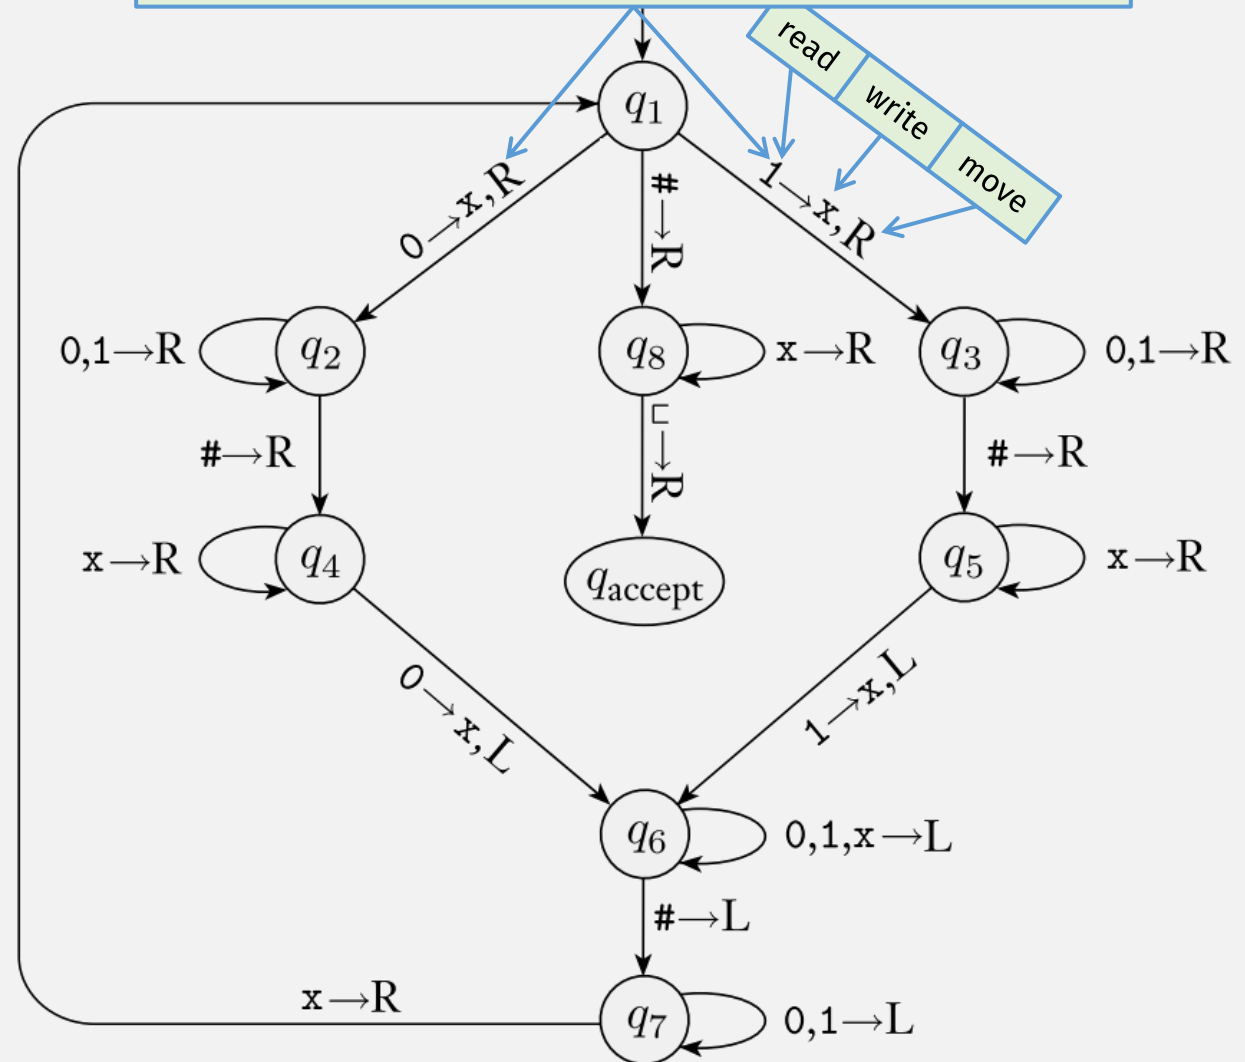 read
write
move
q₁
0→x,R
#→R
1→x,R
0,1→R
q₂
q₈
x→R
q₃
0,1→R
#→R
⊔→R
#→R
x→R
q₄
q_accept
q₅
x→R
0→x,L
1→x,L
q₆
0,1,x→L
#→L
x→R
q₇
0,1→L